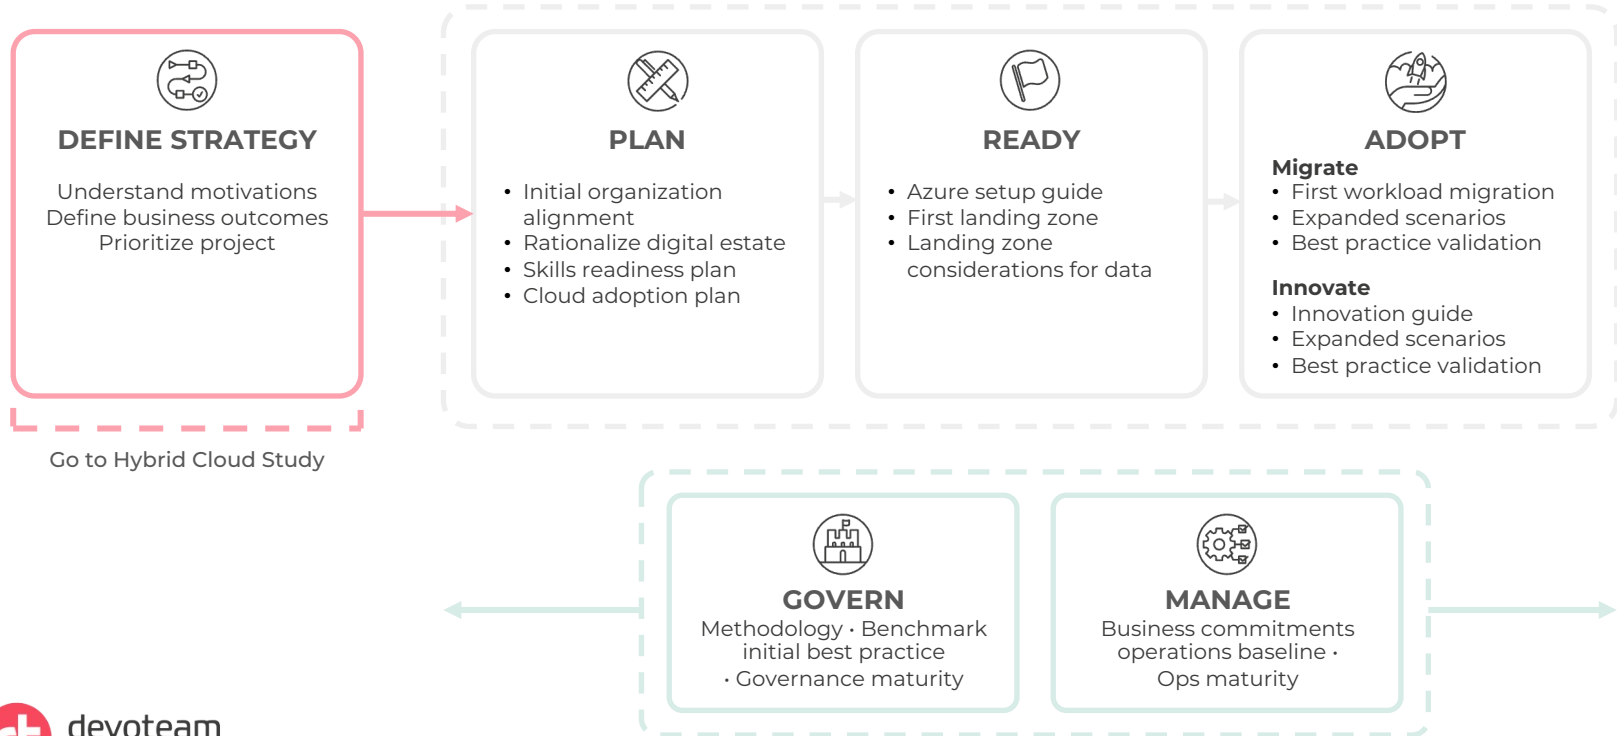 DEFINE STRATEGY
Understand motivations
Define business outcomes
Prioritize project
Go to Hybrid Cloud Study
PLAN
• Initial organization
alignment
• Rationalize digital estate
• Skills readiness plan
• Cloud adoption plan
READY
• Azure setup guide
• First landing zone
• Landing zone
considerations for data
ADOPT
Migrate
• First workload migration
• Expanded scenarios
• Best practice validation
Innovate
• Innovation guide
• Expanded scenarios
• Best practice validation
GOVERN
Methodology · Benchmark
initial best practice
· Governance maturity
MANAGE
Business commitments
operations baseline ·
Ops maturity
devoteam